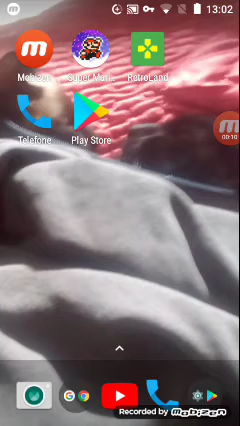 13:02
Mobizen
Super Mari...
RetroLand
00:10
Telefone
Play Store
Recorded by mobizen